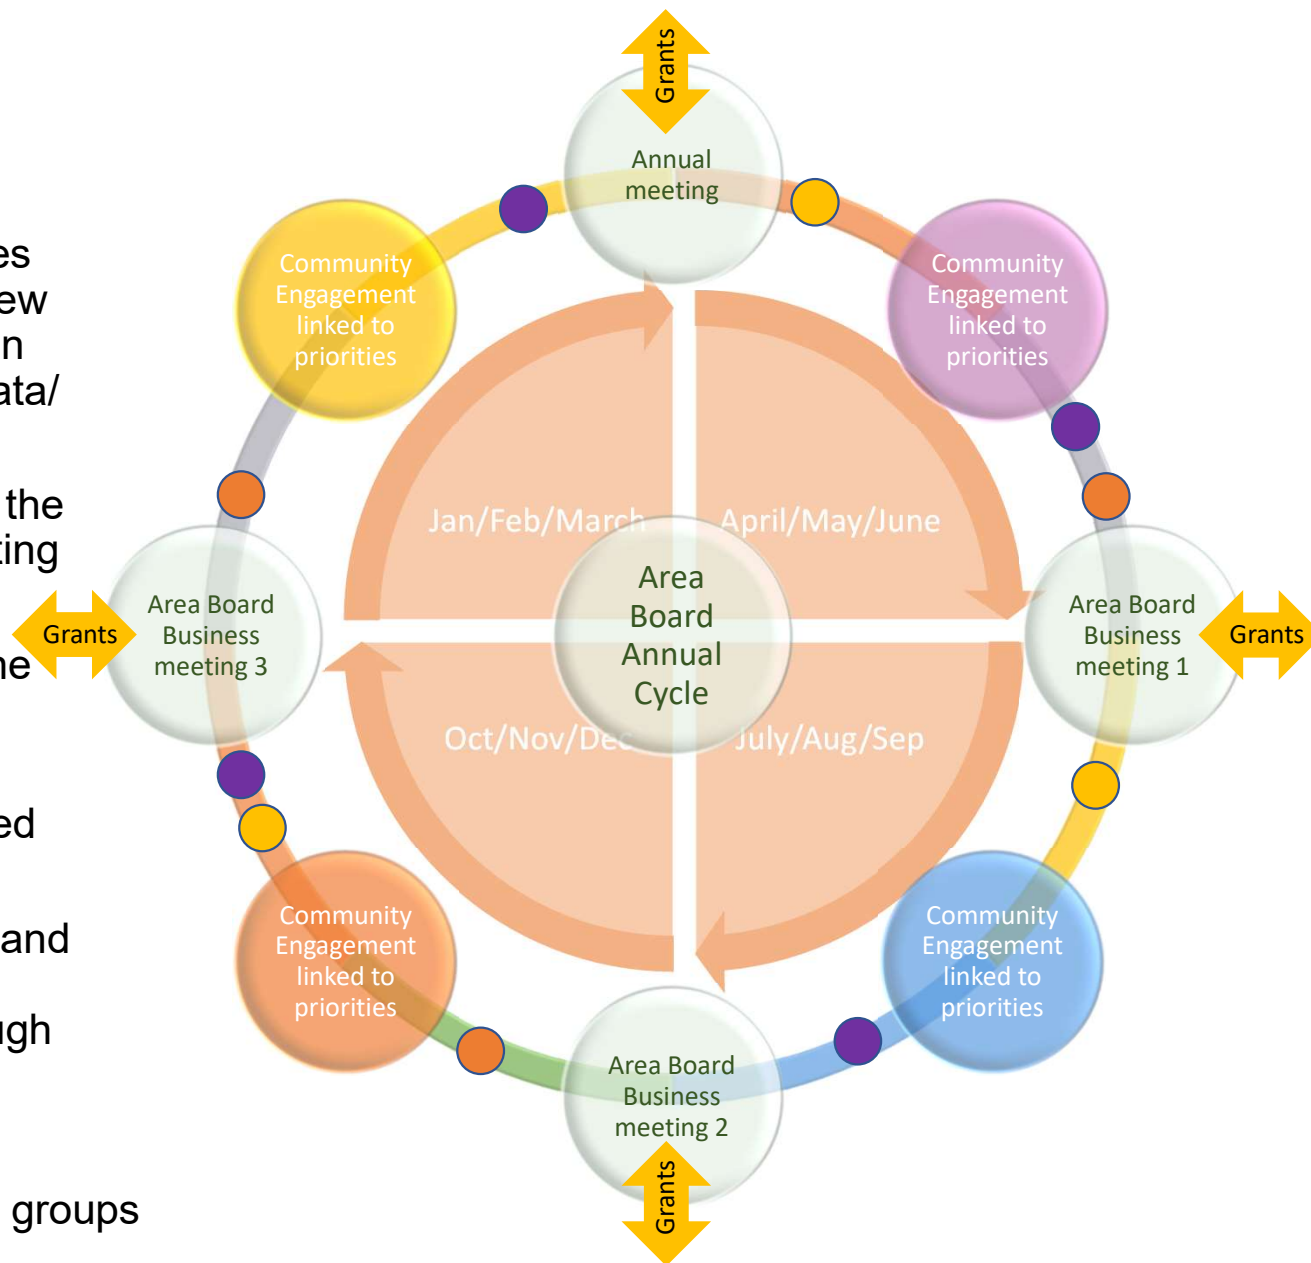 es
ew
n
ata/
the
ting
ne
ed
and
ugh
groups
Grants
Annual
meeting
Community
Engagement
linked to
priorities
Community
Engagement
linked to
priorities
Jan/Feb/March
April/May/June
Area
Board
Annual
Cycle
Grants
Area Board
Business
meeting 3
Area Board
Business
meeting 1
Grants
Oct/Nov/Dec
July/Aug/Sep
Community
Engagement
linked to
priorities
Community
Engagement
linked to
priorities
Area Board
Business
meeting 2
Grants